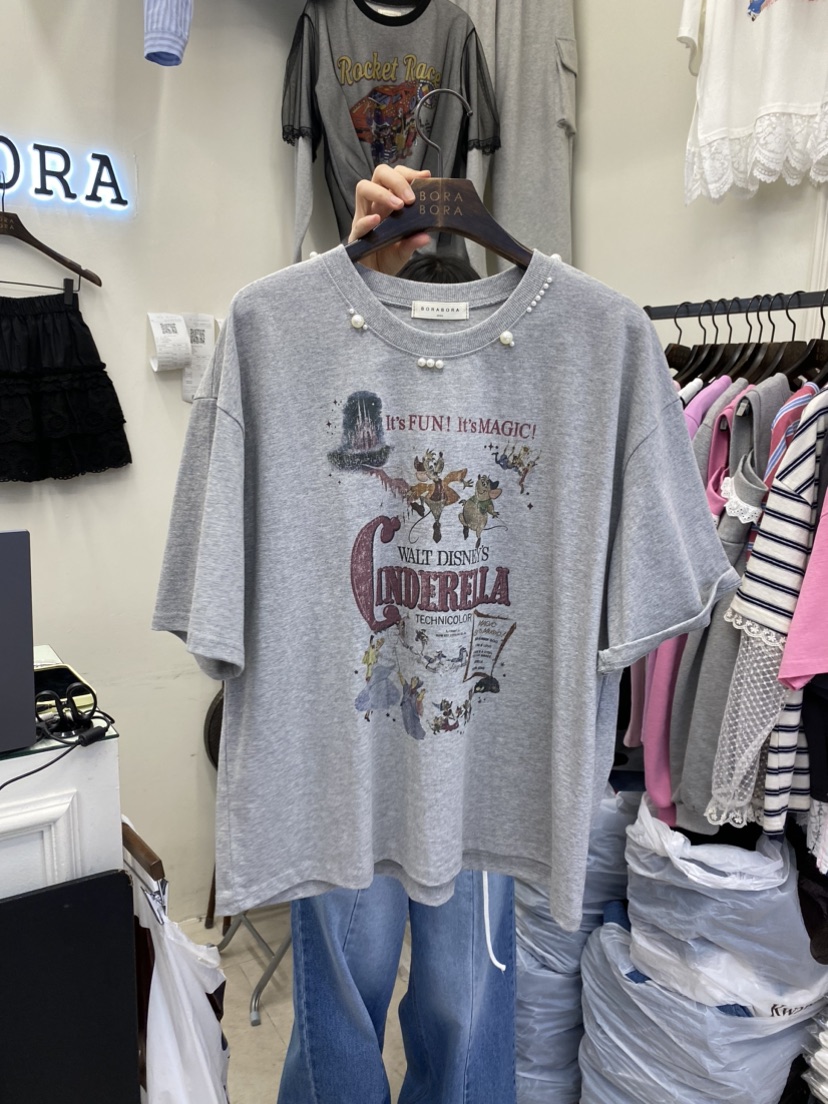 ORA
Rocket Race
BORA
BORA
BORABORA
It's FUN! It's MAGIC!
WALT DISNEY'S
CINDERELLA
TECHNICOLOR